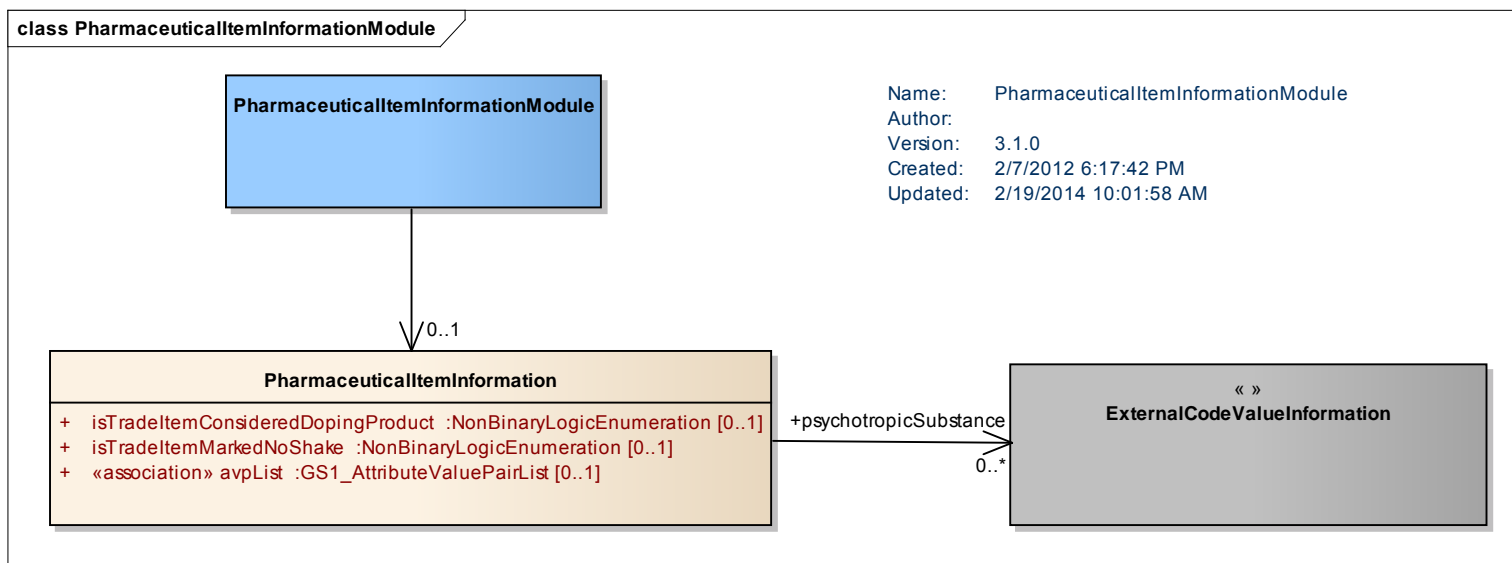 class PharmaceuticalItemInformationModule
PharmaceuticalItemInformationModule
Name: PharmaceuticalItemInformationModule
Author:
Version: 3.1.0
Created: 2/7/2012 6:17:42 PM
Updated: 2/19/2014 10:01:58 AM
0..1
PharmaceuticalItemInformation
+ isTradeItemConsideredDopingProduct :NonBinaryLogicEnumeration [0..1]
+ isTradeItemMarkedNoShake :NonBinaryLogicEnumeration [0..1]
+ «association» avpList :GS1_AttributeValuePairList [0..1]
+psychotropicSubstance
0..*
« »
ExternalCodeValueInformation